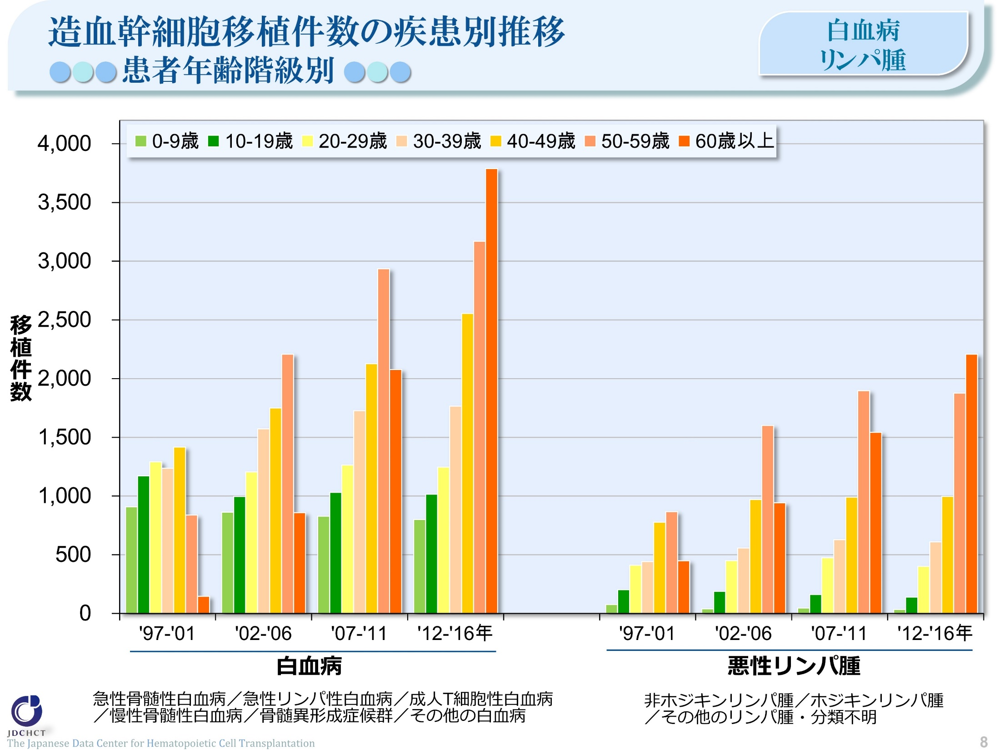 造血幹細胞移植件数の疾患別推移
患者年齢階級別
白血病
リンパ腫
0-9歳 10-19歳 20-29歳 30-39歳 40-49歳 50-59歳 60歳以上
移植件数
4,000
3,500
3,000
2,500
2,000
1,500
1,000
500
0
'97-'01 '02-'06 '07-'11 '12-'16年 '97-'01 '02-'06 '07-'11 '12-'16年
白血病
悪性リンパ腫
急性骨髄性白血病／急性リンパ性白血病／成人T細胞性白血病
／慢性骨髄性白血病／骨髄異形成症候群／その他の白血病
非ホジキンリンパ腫／ホジキンリンパ腫
／その他のリンパ腫・分類不明
JDCHCT
The Japanese Data Center for Hematopoietic Cell Transplantation
8